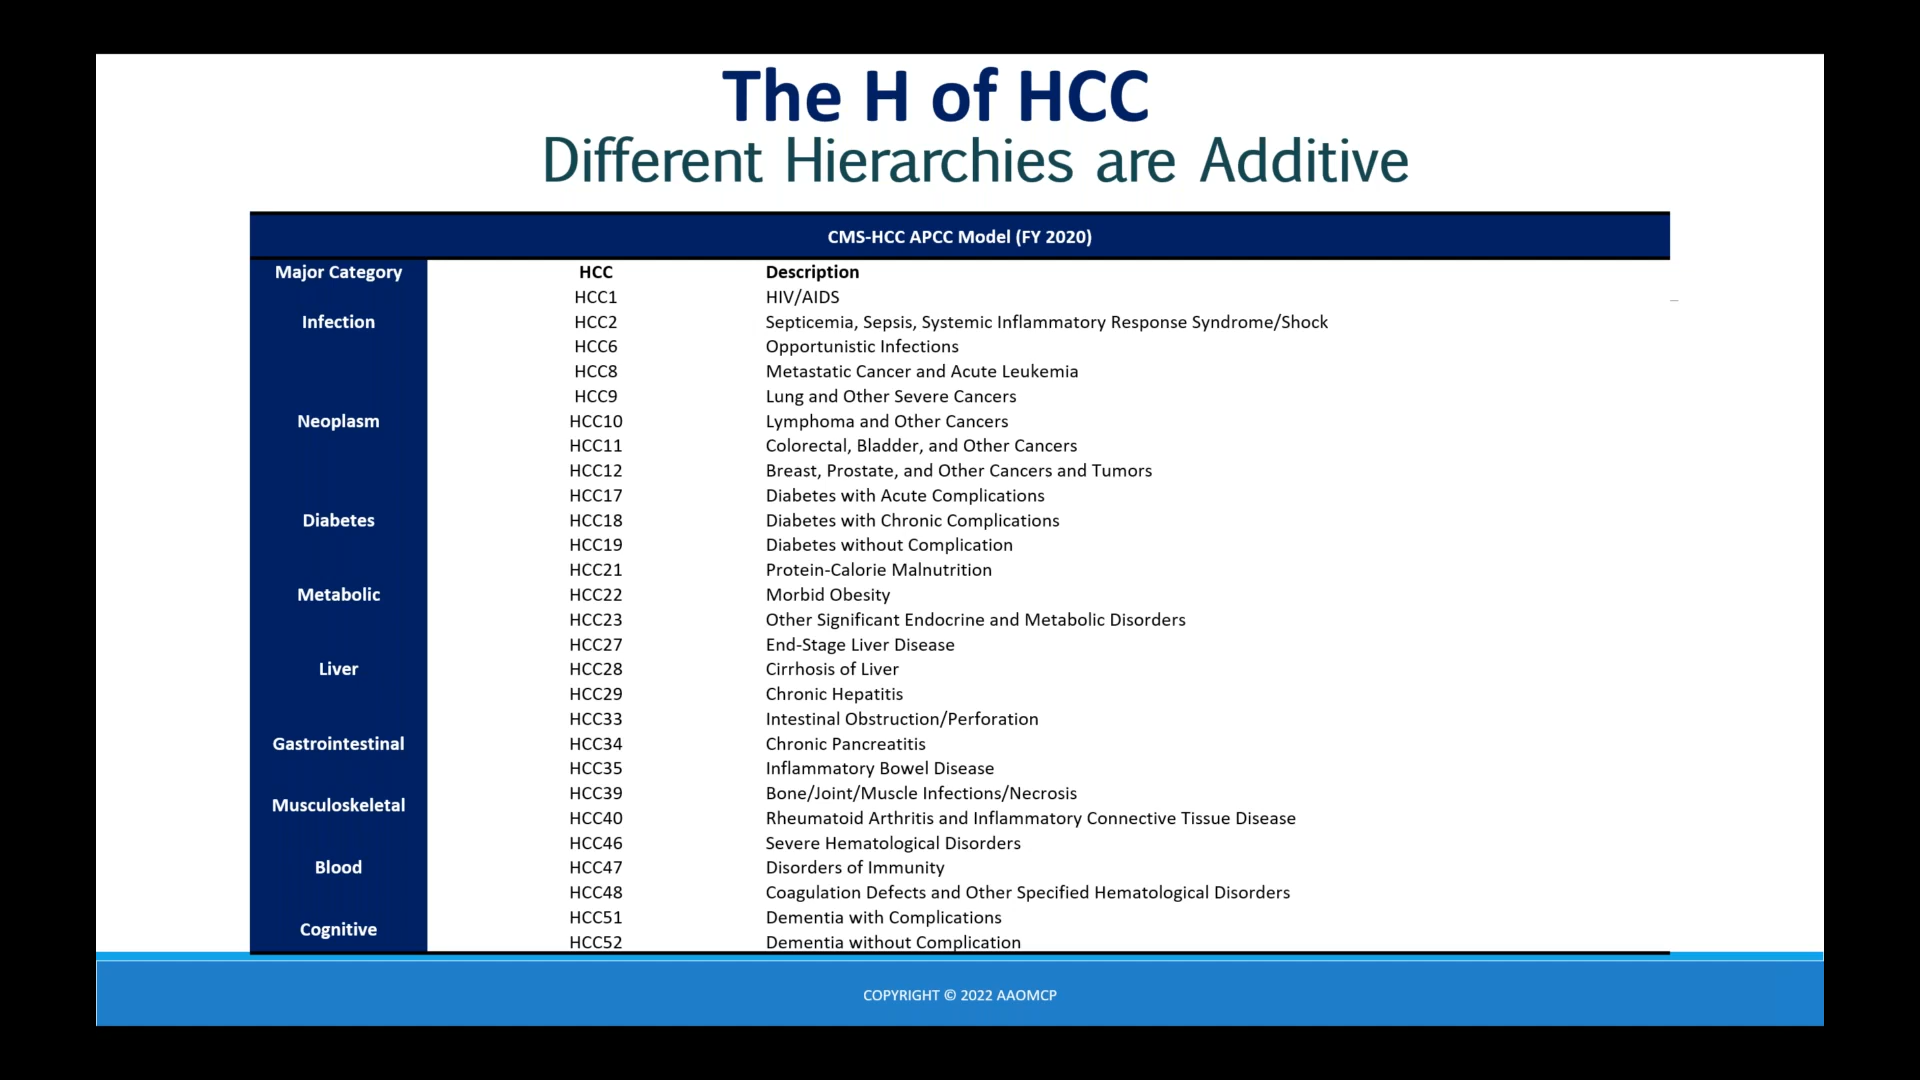 The H of HCC
Different Hierarchies are Additive
CMS-HCC APCC Model (FY 2020)
Major Category HCC Description
HCC1 HIV/AIDS
Infection HCC2 Septicemia, Sepsis, Systemic Inflammatory Response Syndrome/Shock
HCC6 Opportunistic Infections
HCC8 Metastatic Cancer and Acute Leukemia
HCC9 Lung and Other Severe Cancers
Neoplasm HCC10 Lymphoma and Other Cancers
HCC11 Colorectal, Bladder, and Other Cancers
HCC12 Breast, Prostate, and Other Cancers and Tumors
HCC17 Diabetes with Acute Complications
Diabetes HCC18 Diabetes with Chronic Complications
HCC19 Diabetes without Complication
HCC21 Protein-Calorie Malnutrition
Metabolic HCC22 Morbid Obesity
HCC23 Other Significant Endocrine and Metabolic Disorders
HCC27 End-Stage Liver Disease
Liver HCC28 Cirrhosis of Liver
HCC29 Chronic Hepatitis
HCC33 Intestinal Obstruction/Perforation
Gastrointestinal HCC34 Chronic Pancreatitis
HCC35 Inflammatory Bowel Disease
HCC39 Bone/Joint/Muscle Infections/Necrosis
Musculoskeletal
HCC40 Rheumatoid Arthritis and Inflammatory Connective Tissue Disease
HCC46 Severe Hematological Disorders
Blood HCC47 Disorders of Immunity
HCC48 Coagulation Defects and Other Specified Hematological Disorders
HCC51 Dementia with Complications
Cognitive
HCC52 Dementia without Complication
COPYRIGHT © 2022 AAOMCP